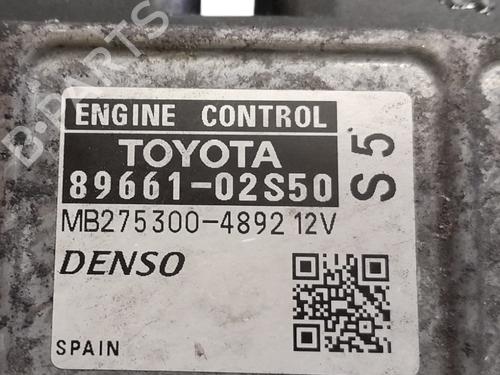 ENGINE CONTROL
TOYOTA
89661-02S50
S5
MB275300-4892 12V
DENSO
SPAIN
B-PARTS